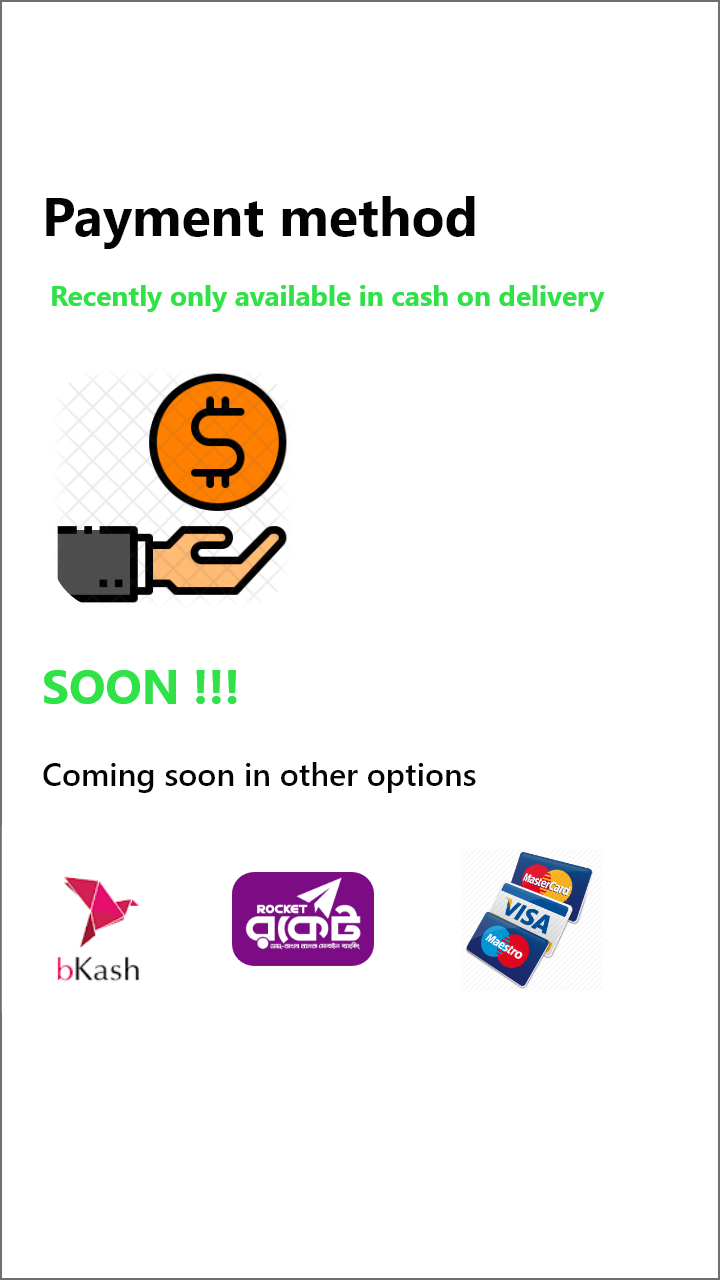 Payment method
Recently only available in cash on delivery
SOON !!!
Coming soon in other options
bKash
ROCKET
রকেট
ডাচ্-বাংলা ব্যাংক মোবাইল ব্যাংকিং
MasterCard
VISA
Maestro